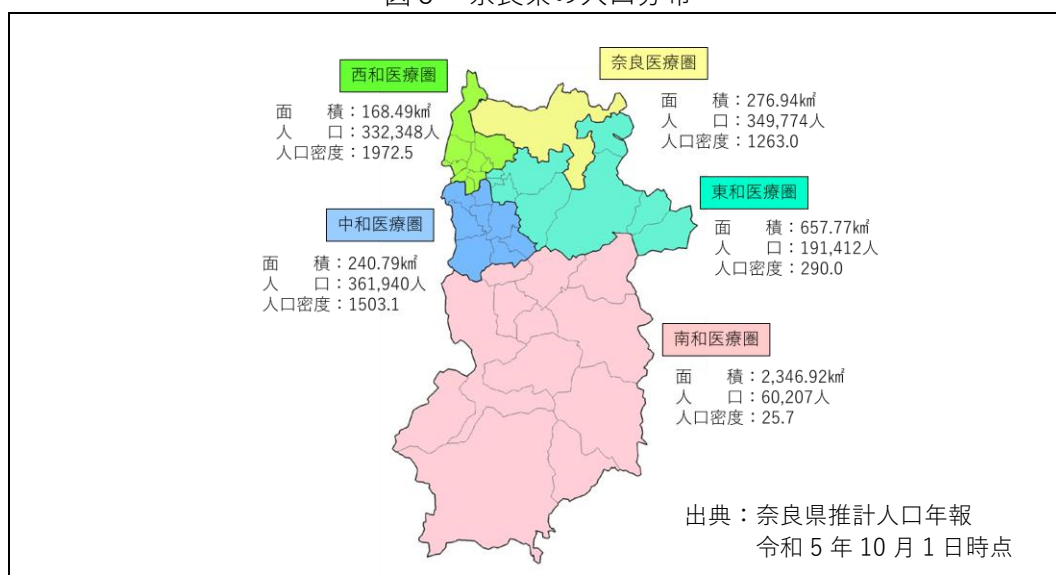 西和医療圏
面　　積：168.49㎢
人　　口：332,348人
人口密度：1972.5
奈良医療圏
面　　積：276.94㎢
人　　口：349,774人
人口密度：1263.0
中和医療圏
面　　積：240.79㎢
人　　口：361,940人
人口密度：1503.1
東和医療圏
面　　積：657.77㎢
人　　口：191,412人
人口密度：290.0
南和医療圏
面　　積：2,346.92㎢
人　　口：60,207人
人口密度：25.7
出典：奈良県推計人口年報
令和 5 年 10 月 1 日時点